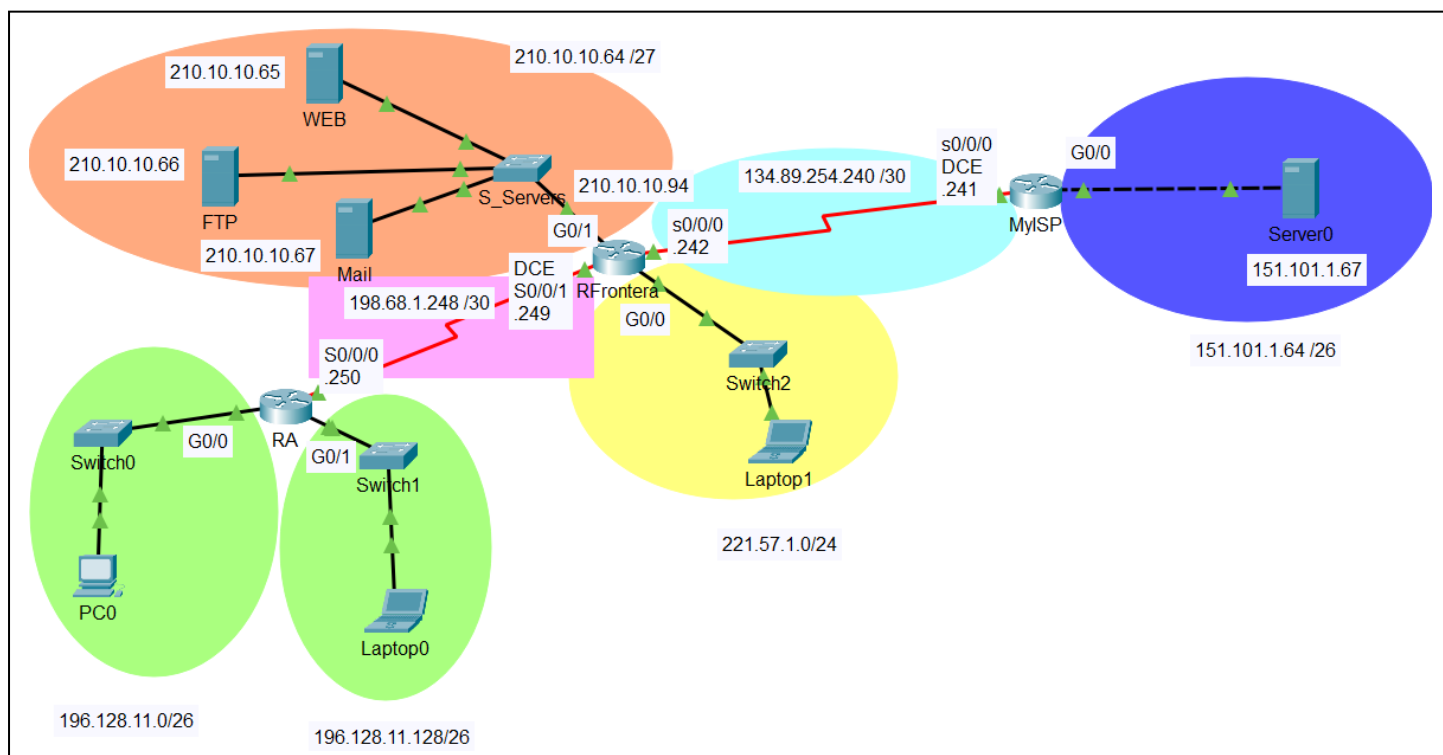 210.10.10.64 /27
210.10.10.65
WEB
210.10.10.66
FTP
210.10.10.67
Mail
S_Servers
210.10.10.94
G0/1
134.89.254.240 /30
s0/0/0
DCE
.241
G0/0
MyISP
Server0
151.101.1.67
151.101.1.64 /26
s0/0/0
.242
RFrontera
DCE
S0/0/1
.249
198.68.1.248 /30
G0/0
Switch2
Laptop1
221.57.1.0/24
S0/0/0
.250
RA
G0/0
G0/1
Switch0
Switch1
PC0
Laptop0
196.128.11.0/26
196.128.11.128/26